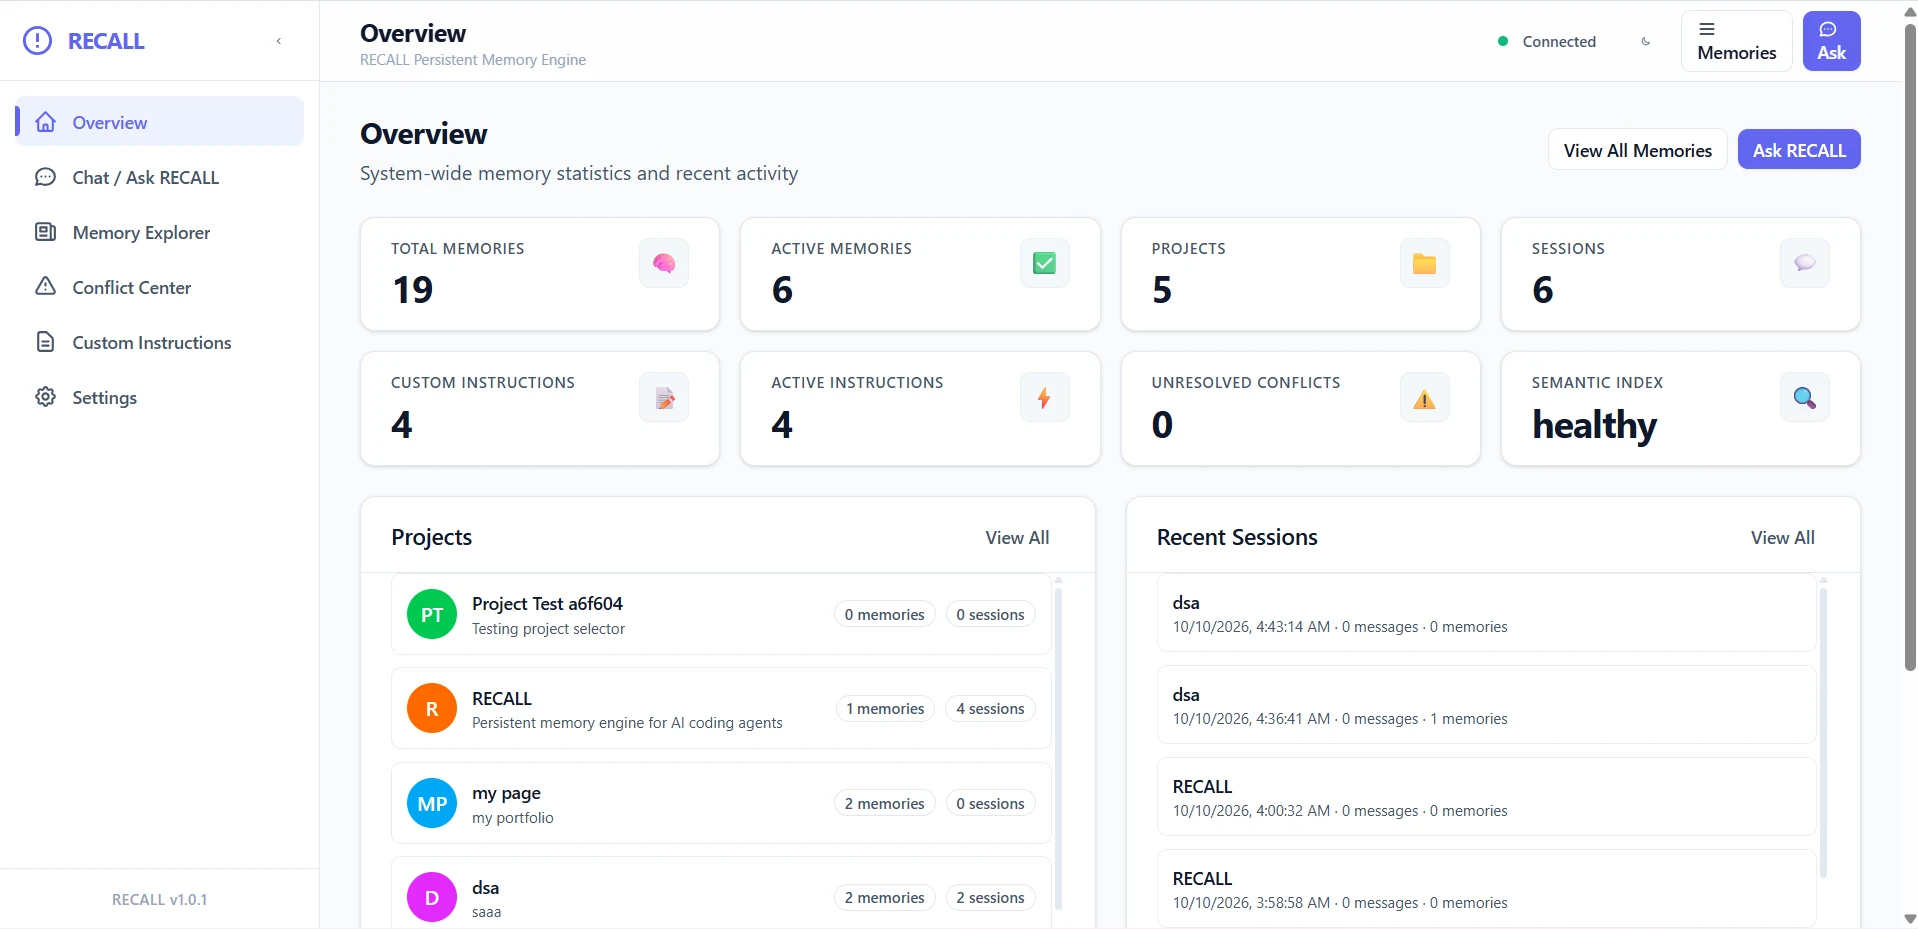 RECALL
Overview
Chat / Ask RECALL
Memory Explorer
Conflict Center
Custom Instructions
Settings
RECALL v1.0.1
Overview
RECALL Persistent Memory Engine
Connected
Memories
Ask
Overview
System-wide memory statistics and recent activity
View All Memories
Ask RECALL
TOTAL MEMORIES
19
ACTIVE MEMORIES
6
PROJECTS
5
SESSIONS
6
CUSTOM INSTRUCTIONS
4
ACTIVE INSTRUCTIONS
4
UNRESOLVED CONFLICTS
0
SEMANTIC INDEX
healthy
Projects
View All
PT
Project Test a6f604
Testing project selector
0 memories
0 sessions
R
RECALL
Persistent memory engine for AI coding agents
1 memories
4 sessions
MP
my page
my portfolio
2 memories
0 sessions
D
dsa
saaa
2 memories
2 sessions
Recent Sessions
View All
dsa
10/10/2026, 4:43:14 AM · 0 messages · 0 memories
dsa
10/10/2026, 4:36:41 AM · 0 messages · 1 memories
RECALL
10/10/2026, 4:00:32 AM · 0 messages · 0 memories
RECALL
10/10/2026, 3:58:58 AM · 0 messages · 0 memories